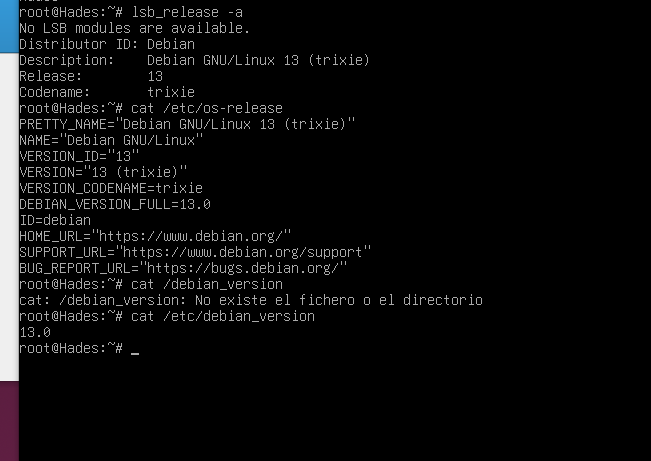 root@Hades:~# lsb_release -a
No LSB modules are available.
Distributor ID: Debian
Description:    Debian GNU/Linux 13 (trixie)
Release:        13
Codename:       trixie
root@Hades:~# cat /etc/os-release
PRETTY_NAME="Debian GNU/Linux 13 (trixie)"
NAME="Debian GNU/Linux"
VERSION_ID="13"
VERSION="13 (trixie)"
VERSION_CODENAME=trixie
DEBIAN_VERSION_FULL=13.0
ID=debian
HOME_URL="https://www.debian.org/"
SUPPORT_URL="https://www.debian.org/support"
BUG_REPORT_URL="https://bugs.debian.org/"
root@Hades:~# cat /debian_version
cat: /debian_version: No existe el fichero o el directorio
root@Hades:~# cat /etc/debian_version
13.0
root@Hades:~# _